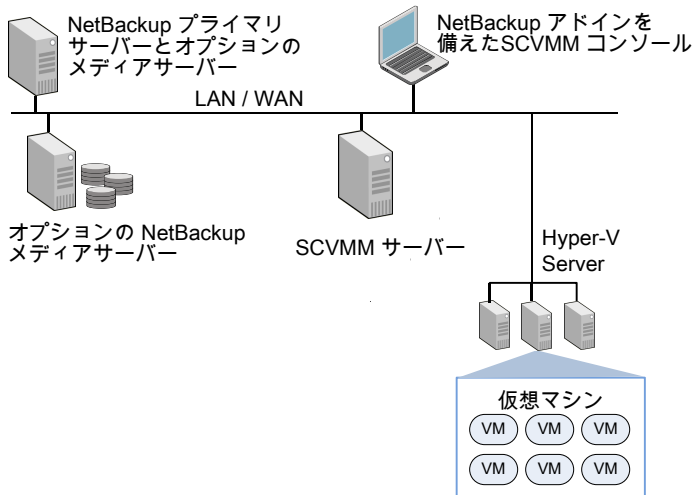 NetBackup プライマリ
サーバーとオプションの
メディアサーバー
NetBackup アドインを
備えたSCVMM コンソール
LAN / WAN
オプションの NetBackup
メディアサーバー
SCVMM サーバー
Hyper-V
Server
仮想マシン
VM VM VM
VM VM VM